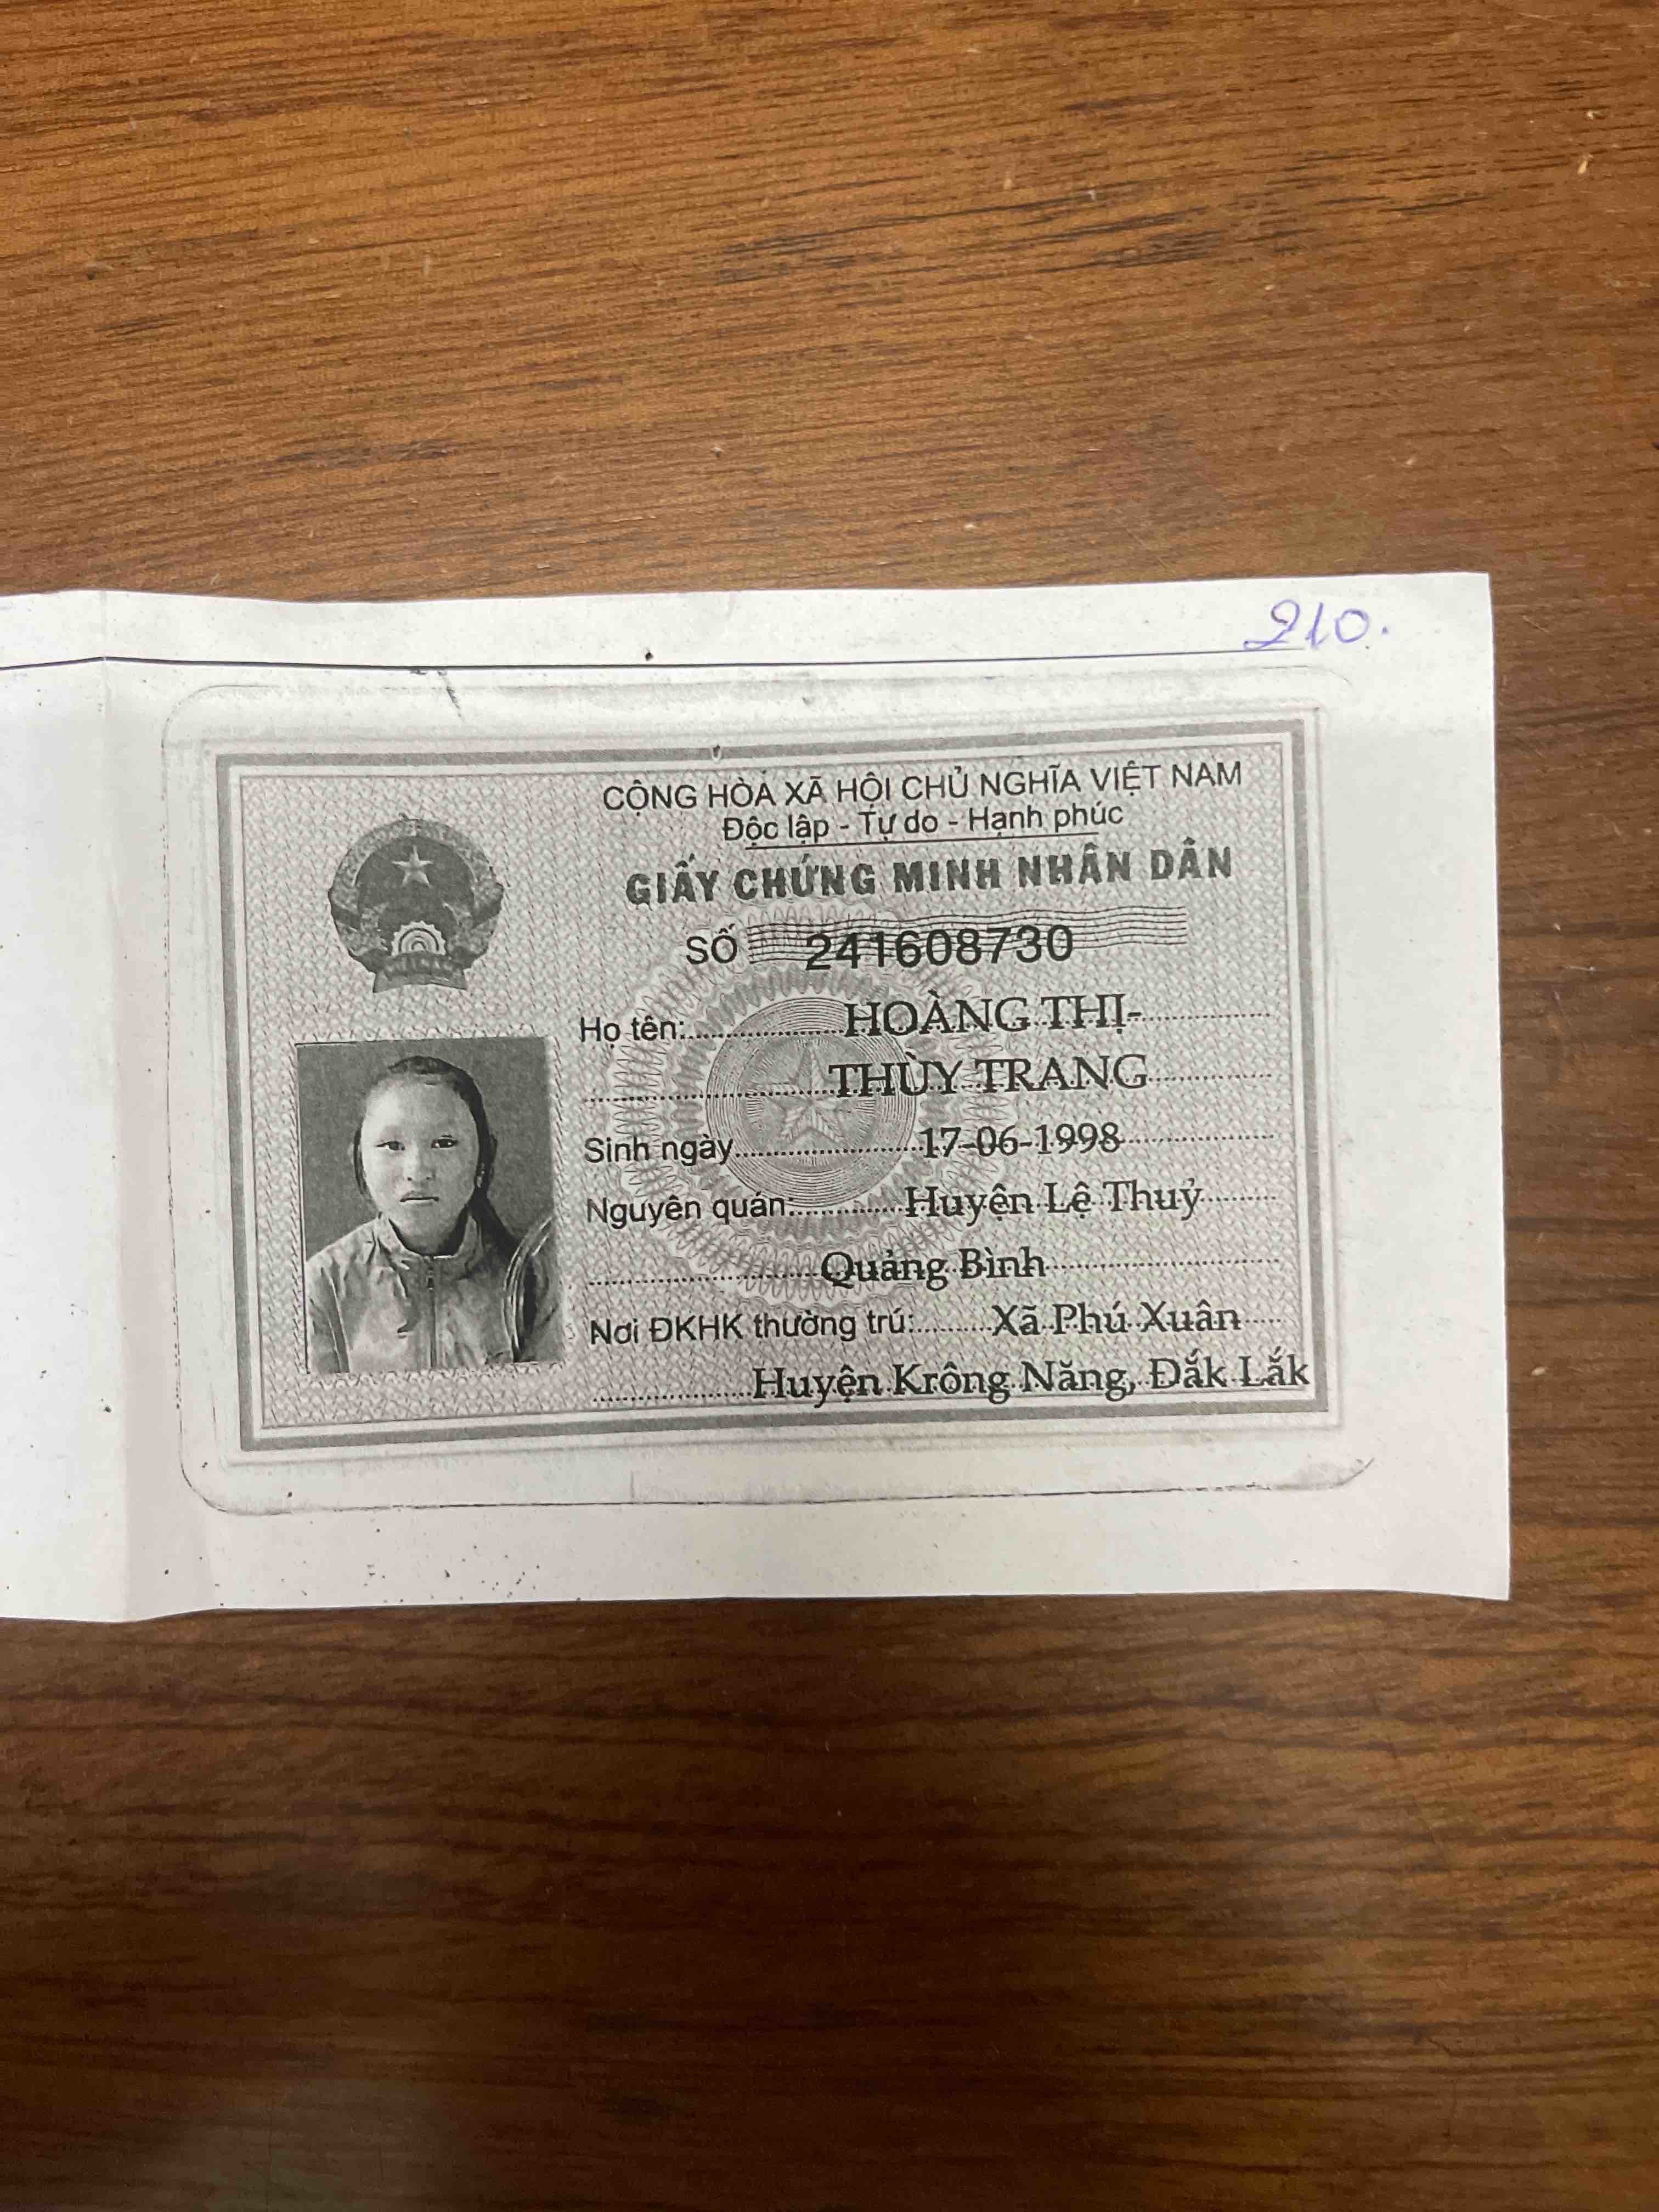 210.
CỘNG HÒA XÃ HỘI CHỦ NGHĨA VIỆT NAM
Độc lập - Tự do - Hạnh phúc
GIẤY CHỨNG MINH NHÂN DÂN
SỐ 241608730
Họ tên: HOÀNG THỊ
THÙY TRANG
Sinh ngày 17-06-1998
Nguyên quán: Huyện Lệ Thuỷ
Quảng Bình
Nơi ĐKHK thường trú: Xã Phú Xuân
Huyện Krông Năng, Đắk Lắk